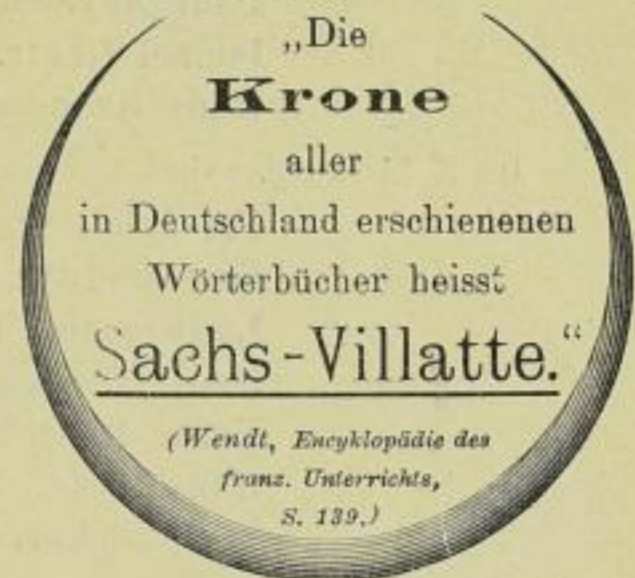 „Die
Krone
aller
in Deutschland erschienenen
Wörterbücher heisst
Sachs-Villatte.“
(Wendt, Encyklopädie des
franz. Unterrichts,
S. 139.)